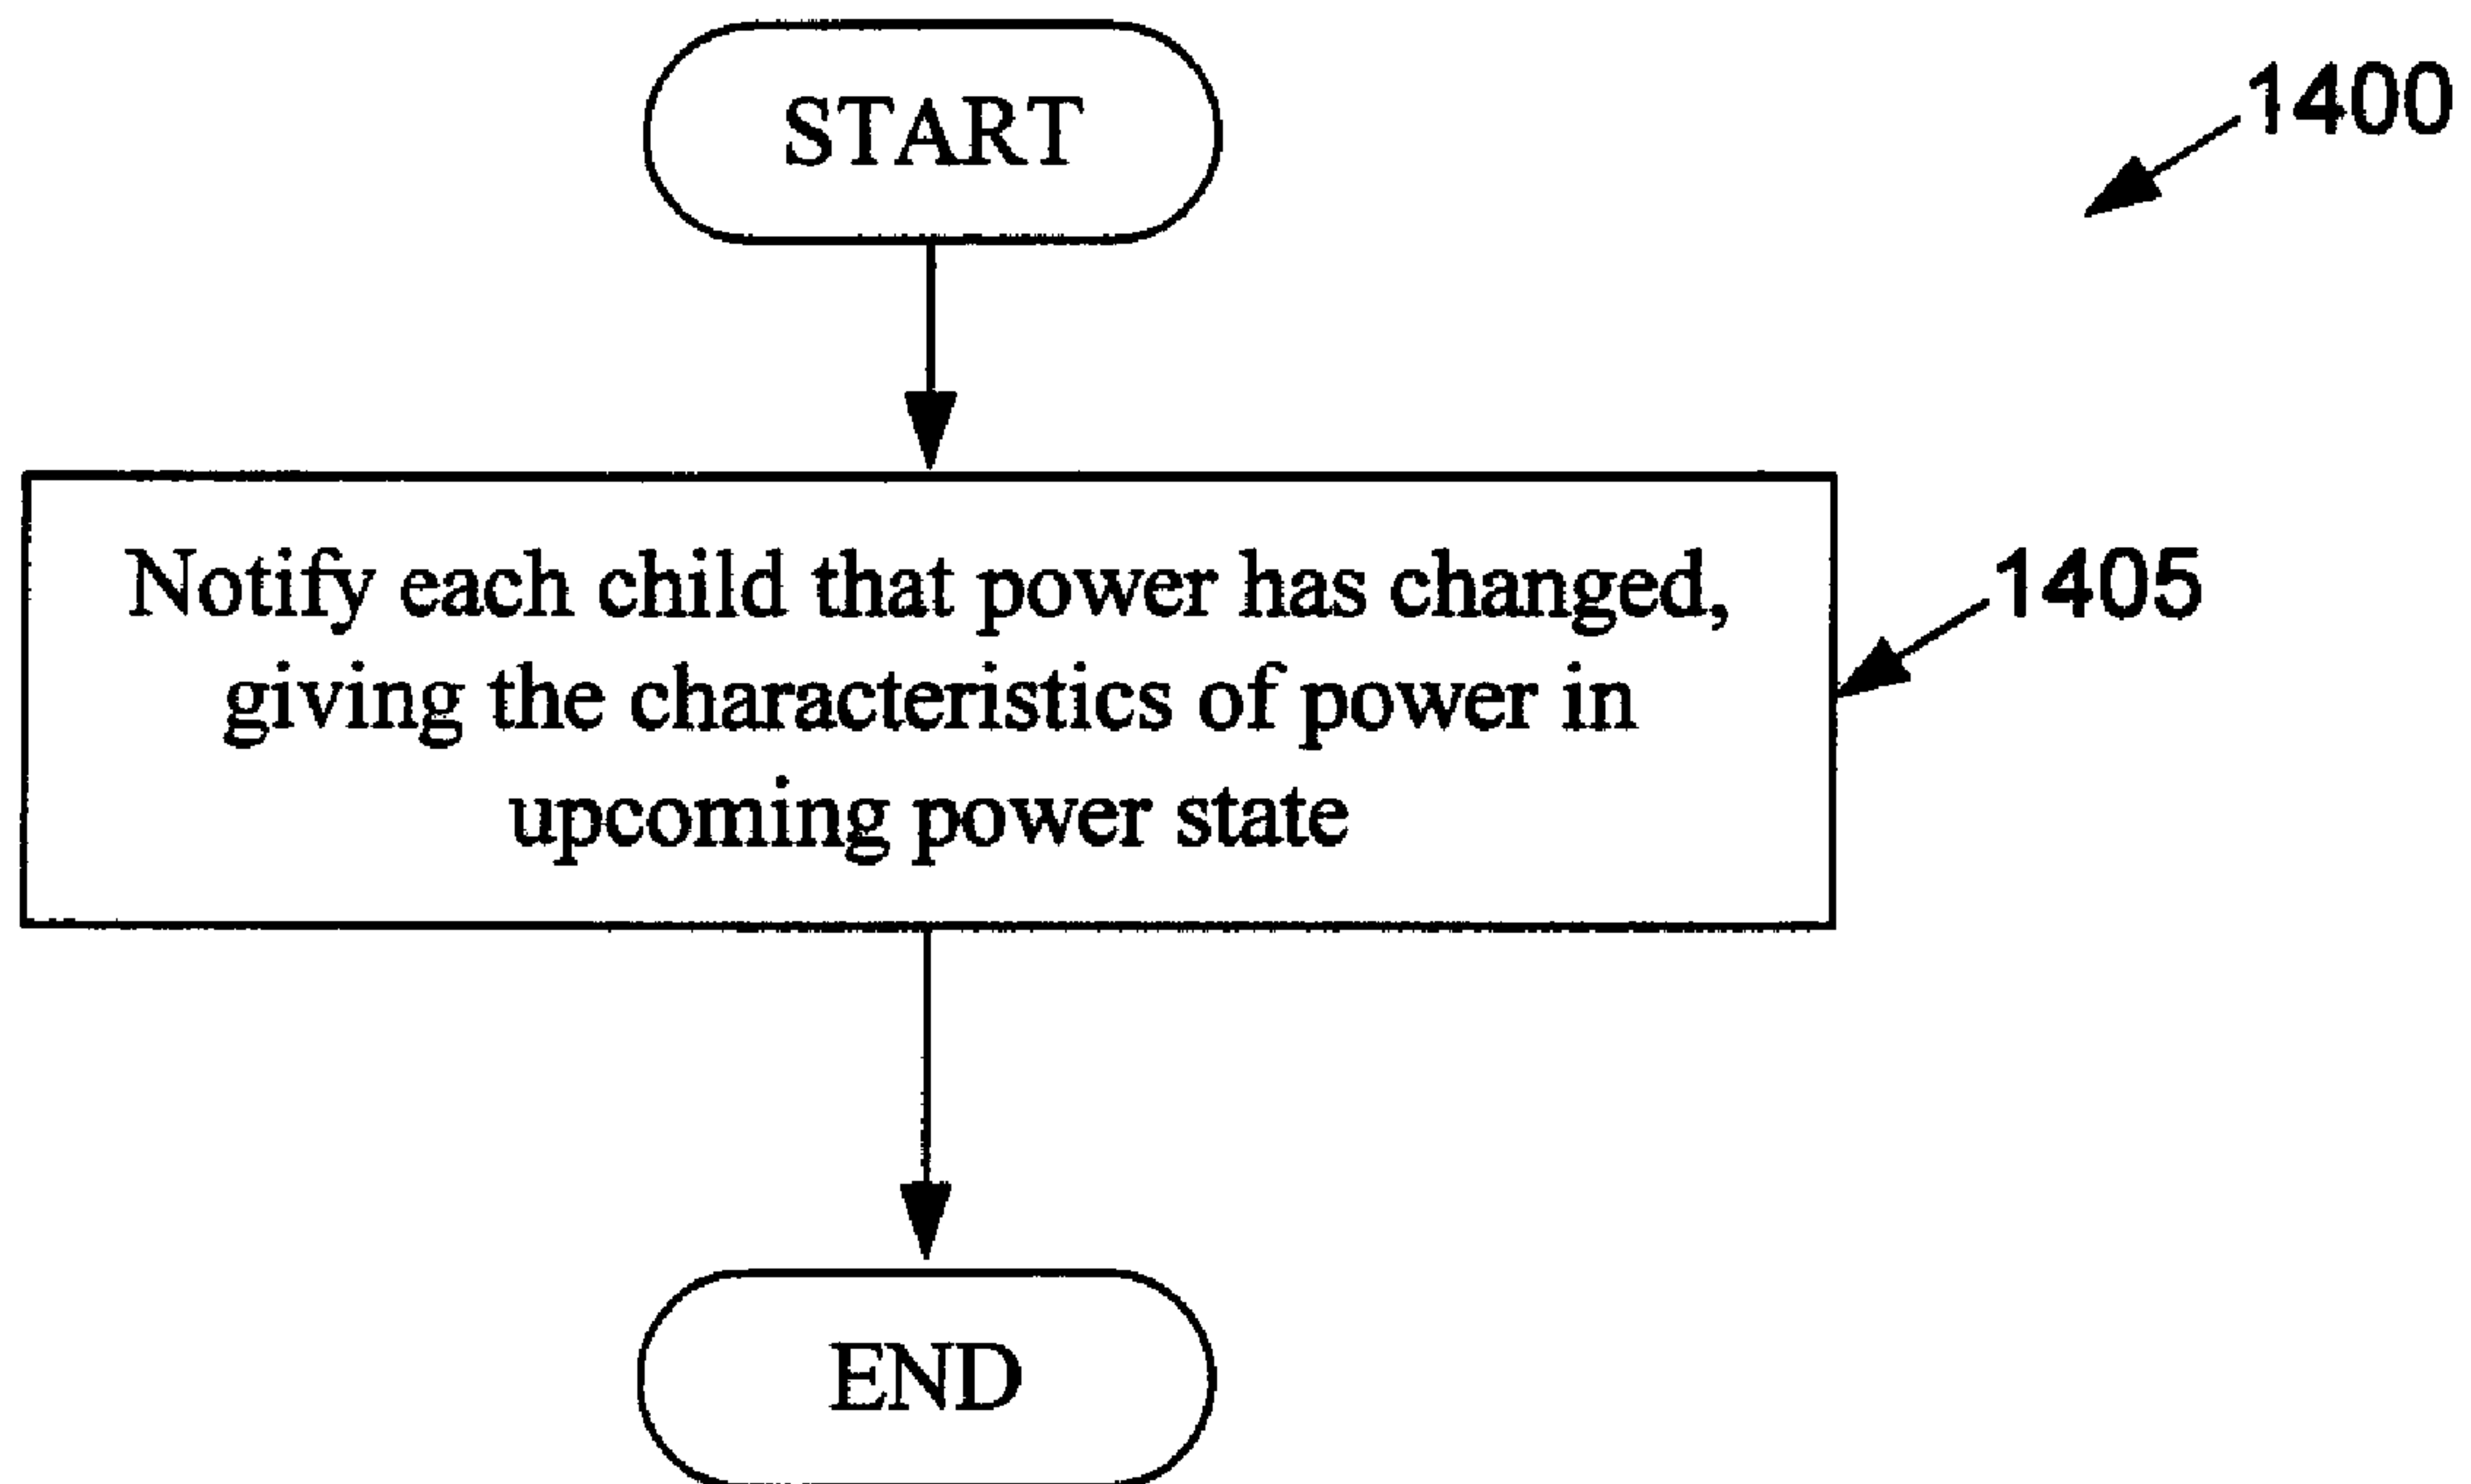 START
1400
Notify each child that power has changed,
giving the characteristics of power in
upcoming power state
1405
END